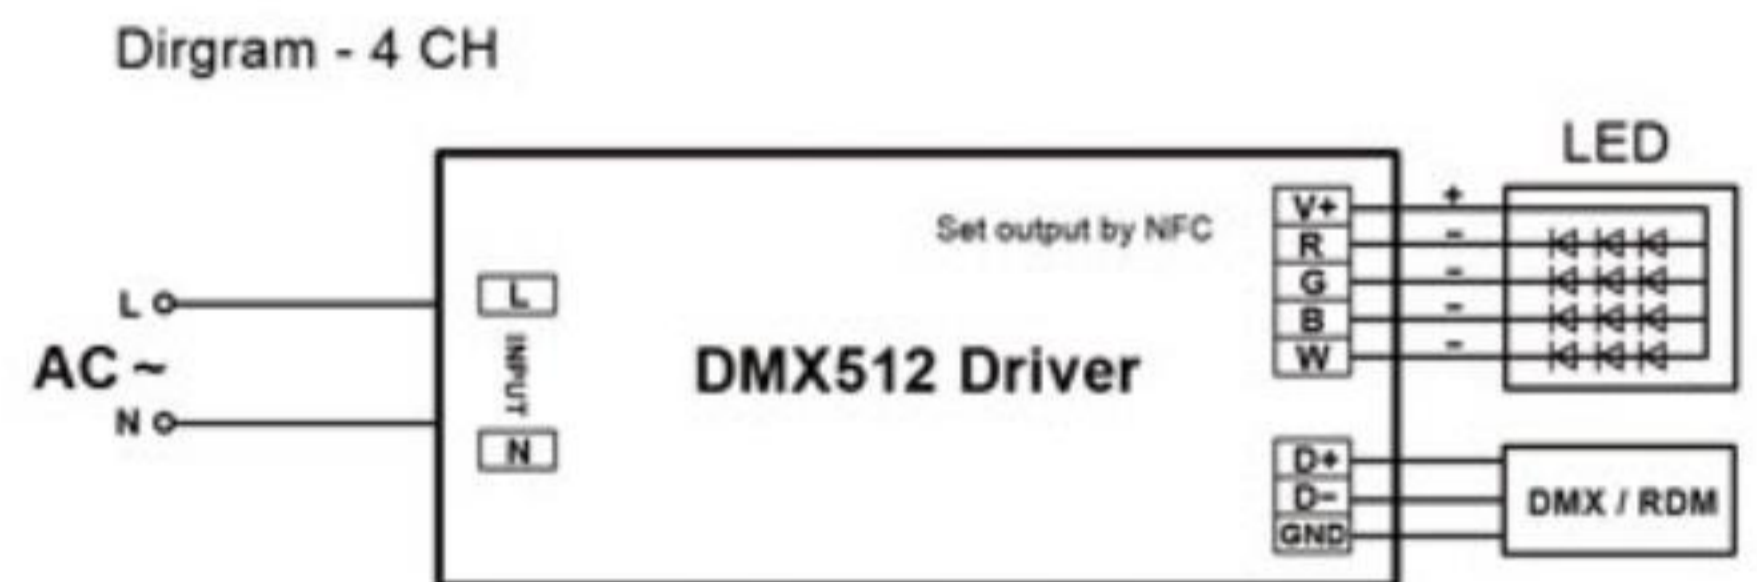 Dirgram - 4 CH
LED
V+ +
Set output by NFC
R -
G -
L
L
B -
INPUT
DMX512 Driver
W -
AC ~
N
N
D+
D-
DMX / RDM
GND